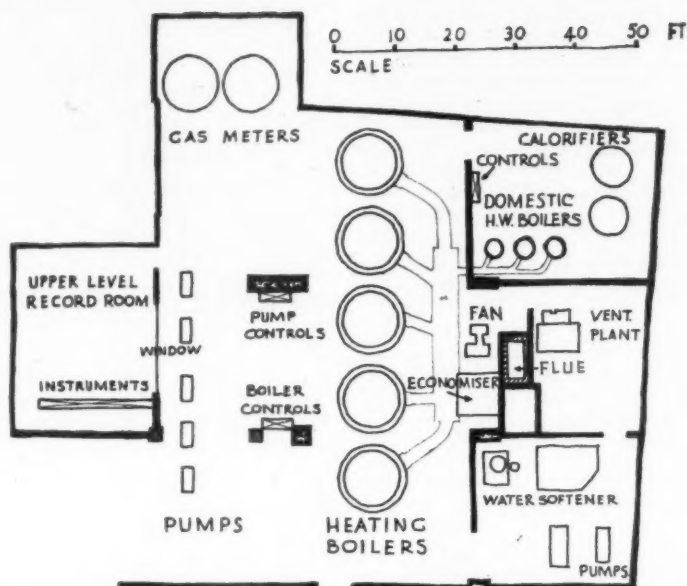 0 10 20 30 40 50 FT
SCALE
GAS METERS
CALORIFIERS
CONTROLS
DOMESTIC
H.W. BOILERS
UPPER LEVEL
RECORD ROOM
PUMP
CONTROLS
FAN
VENT.
PLANT
WINDOW
FLUE
INSTRUMENTS
BOILER
CONTROLS
ECONOMISER
WATER SOFTENER
PUMPS
HEATING
BOILERS
PUMPS